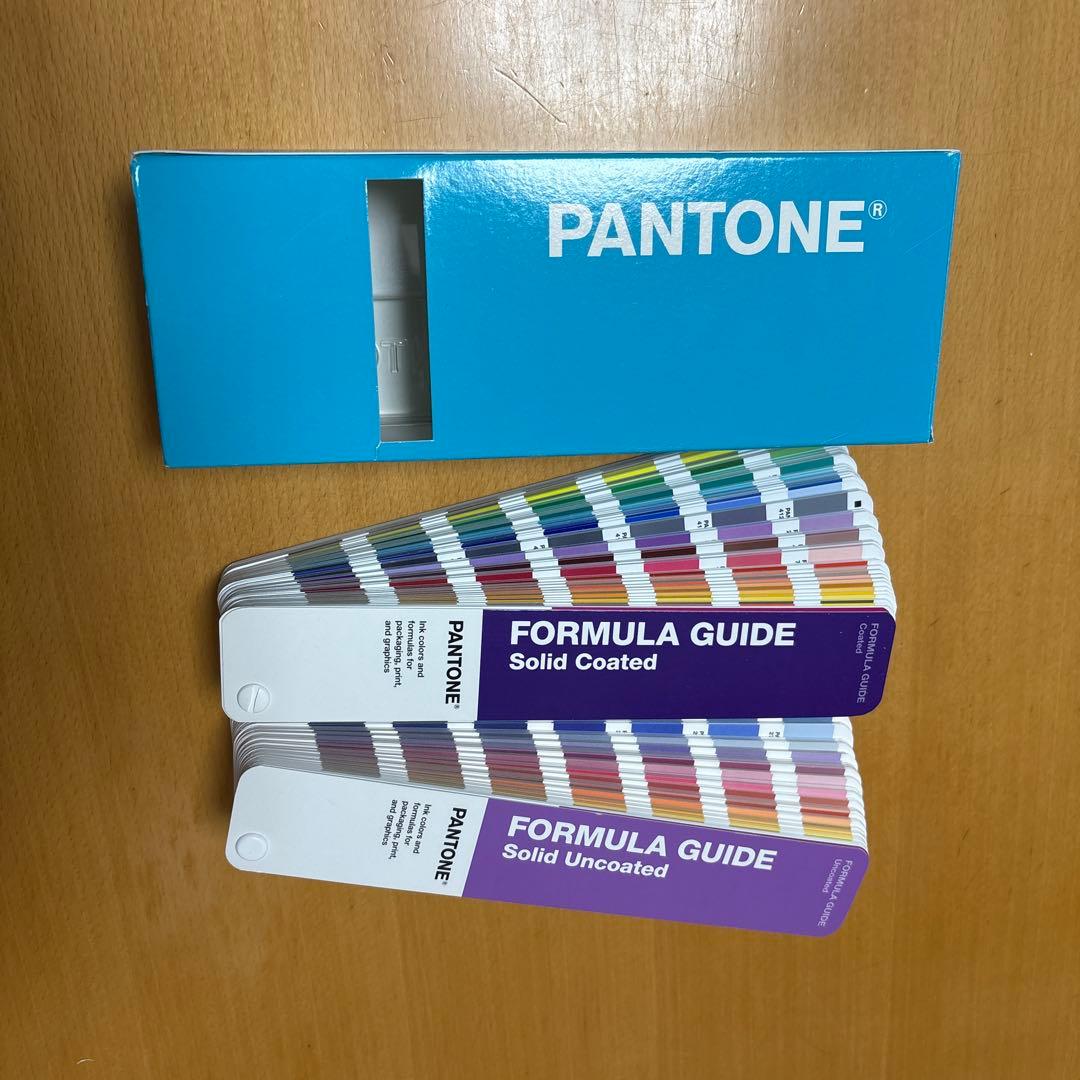 PANTONE®
FORMULA GUIDE
Solid Coated
PANTONE®
Ink colors and
formulas for
packaging, print,
and graphics
FORMULA GUIDE
Coated
FORMULA GUIDE
Solid Uncoated
PANTONE®
Ink colors and
formulas for
packaging, print,
and graphics
FORMULA GUIDE
Uncoated